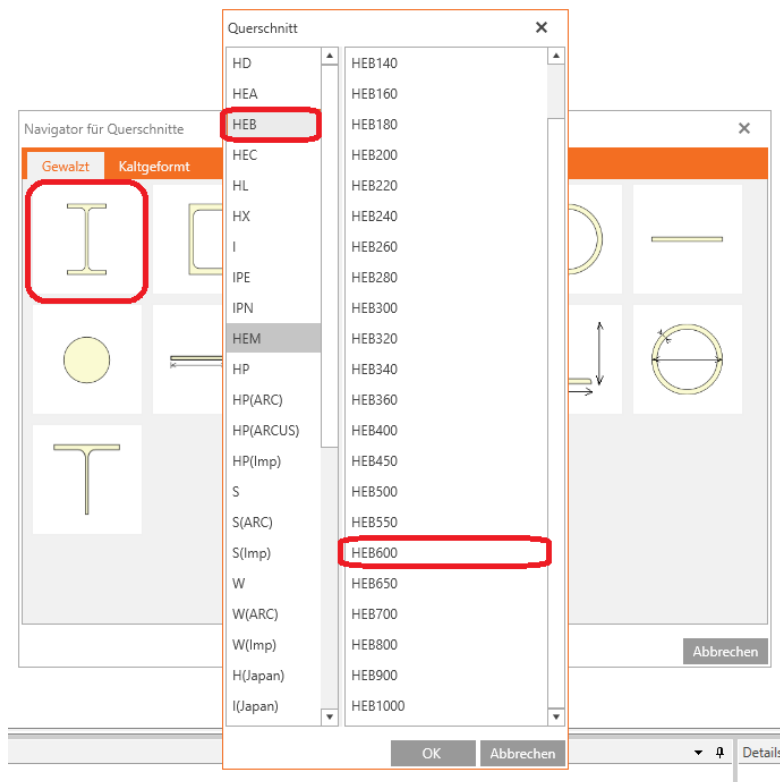 Querschnitt
HD
HEA
HEB
HEC
HL
HX
I
IPE
IPN
HEM
HP
HP(ARC)
HP(ARCUS)
HP(Imp)
S
S(ARC)
S(Imp)
W
W(ARC)
W(Imp)
H(Japan)
I(Japan)
HEB140
HEB160
HEB180
HEB200
HEB220
HEB240
HEB260
HEB280
HEB300
HEB320
HEB340
HEB360
HEB400
HEB450
HEB500
HEB550
HEB600
HEB650
HEB700
HEB800
HEB900
HEB1000
OK Abbrechen
Navigator für Querschnitte
Gewalzt Kaltgeformt
Abbrechen
Details